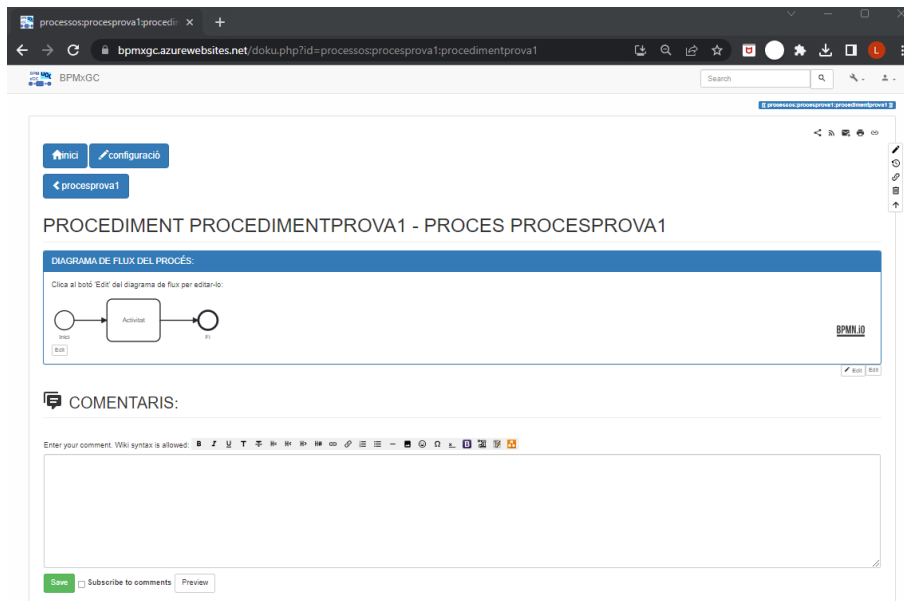 processos:procesprova1:procedi
bpmxgc.azurewebsites.net/doku.php?id=processos:procesprova1:procedimentprova1
L
BPMxGC
Search
[[ processos:procesprova1:procedimentprova1 ]]
inici
configuració
procesprova1
PROCEDIMENT PROCEDIMENTPROVA1 - PROCES PROCESPROVA1
DIAGRAMA DE FLUX DEL PROCÉS:
Clica al botó 'Edit' del diagrama de flux per editar-lo:
Activitat
Inici
Fi
BPMN.iO
Edit
Edit Edit
COMENTARIS:
Enter your comment. Wiki syntax is allowed:
Save Subscribe to comments Preview